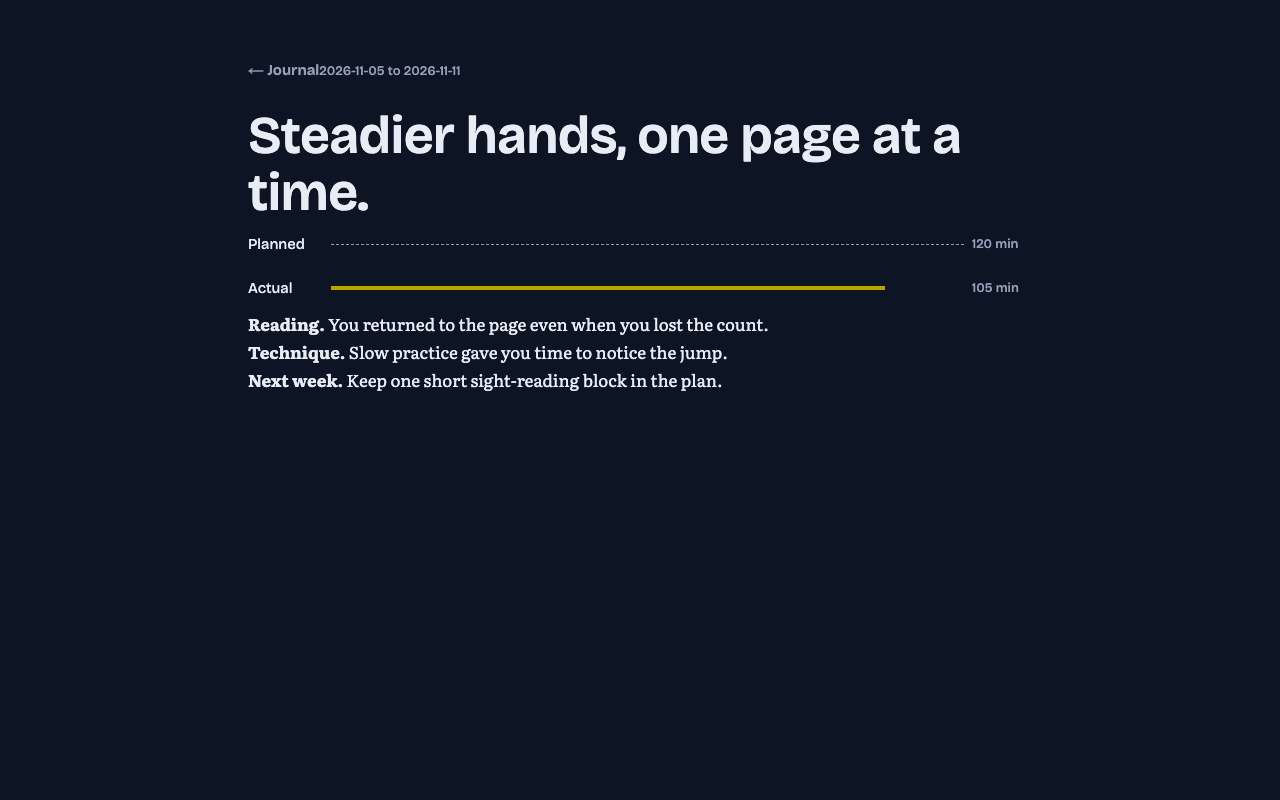 ← Journal2026-11-05 to 2026-11-11
Steadier hands, one page at a
time.
Planned 120 min
Actual 105 min
Reading. You returned to the page even when you lost the count.
Technique. Slow practice gave you time to notice the jump.
Next week. Keep one short sight-reading block in the plan.